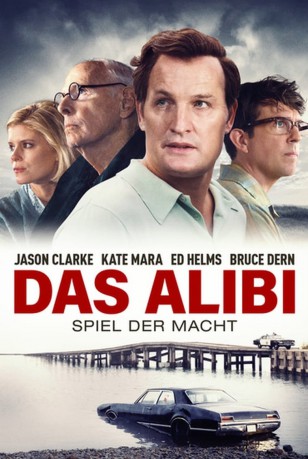 JASON CLARKE KATE MARA ED HELMS BRUCE DERN
DAS ALIBI
SPIEL DER MACHT